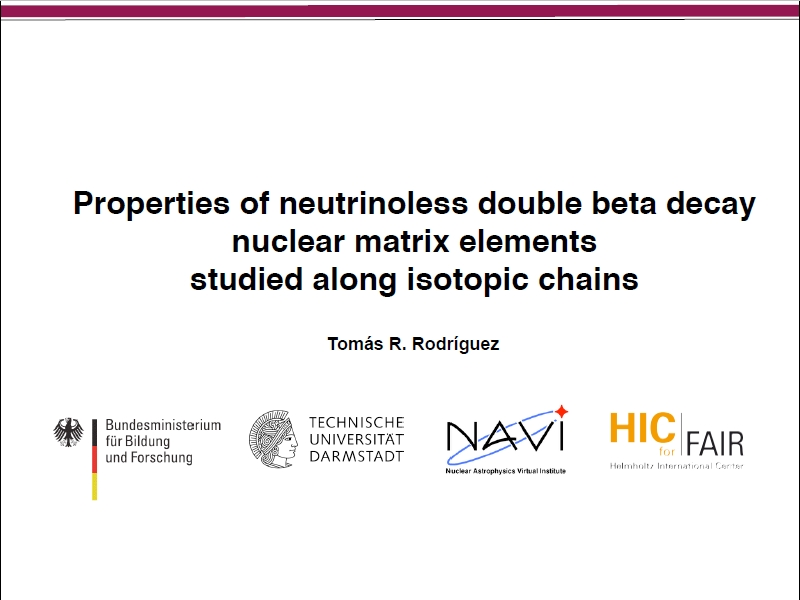 Properties of neutrinoless double beta decay
nuclear matrix elements
studied along isotopic chains
Tomás R. Rodríguez
Bundesministerium
für Bildung
und Forschung
TECHNISCHE
UNIVERSITÄT
DARMSTADT
NAVI
Nuclear Astrophysics Virtual Institute
HIC
for
FAIR
Helmholtz International Center